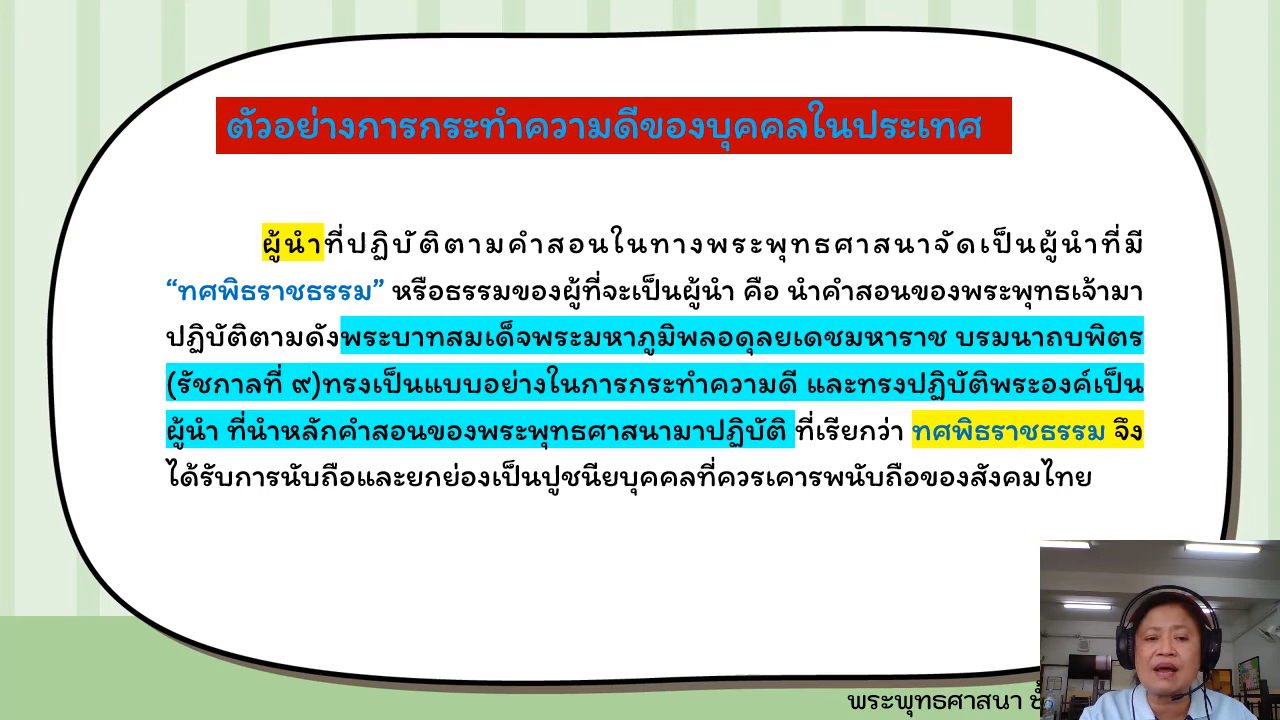 ตัวอย่างการกระทำความดีของบุคคลในประเทศ
ผู้นำที่ปฏิบัติตามคำสอนในทางพระพุทธศาสนาจัดเป็นผู้นำที่มี
“ทศพิธราชธรรม” หรือธรรมของผู้ที่จะเป็นผู้นำ คือ นำคำสอนของพระพุทธเจ้ามา
ปฏิบัติตามดังพระบาทสมเด็จพระมหาภูมิพลอดุลยเดชมหาราช บรมนาถบพิตร
(รัชกาลที่ ๙)ทรงเป็นแบบอย่างในการกระทำความดี และทรงปฏิบัติพระองค์เป็น
ผู้นำ ที่นำหลักคำสอนของพระพุทธศาสนามาปฏิบัติ ที่เรียกว่า ทศพิธราชธรรม จึง
ได้รับการนับถือและยกย่องเป็นปูชนียบุคคลที่ควรเคารพนับถือของสังคมไทย
พระพุทธศาสนา